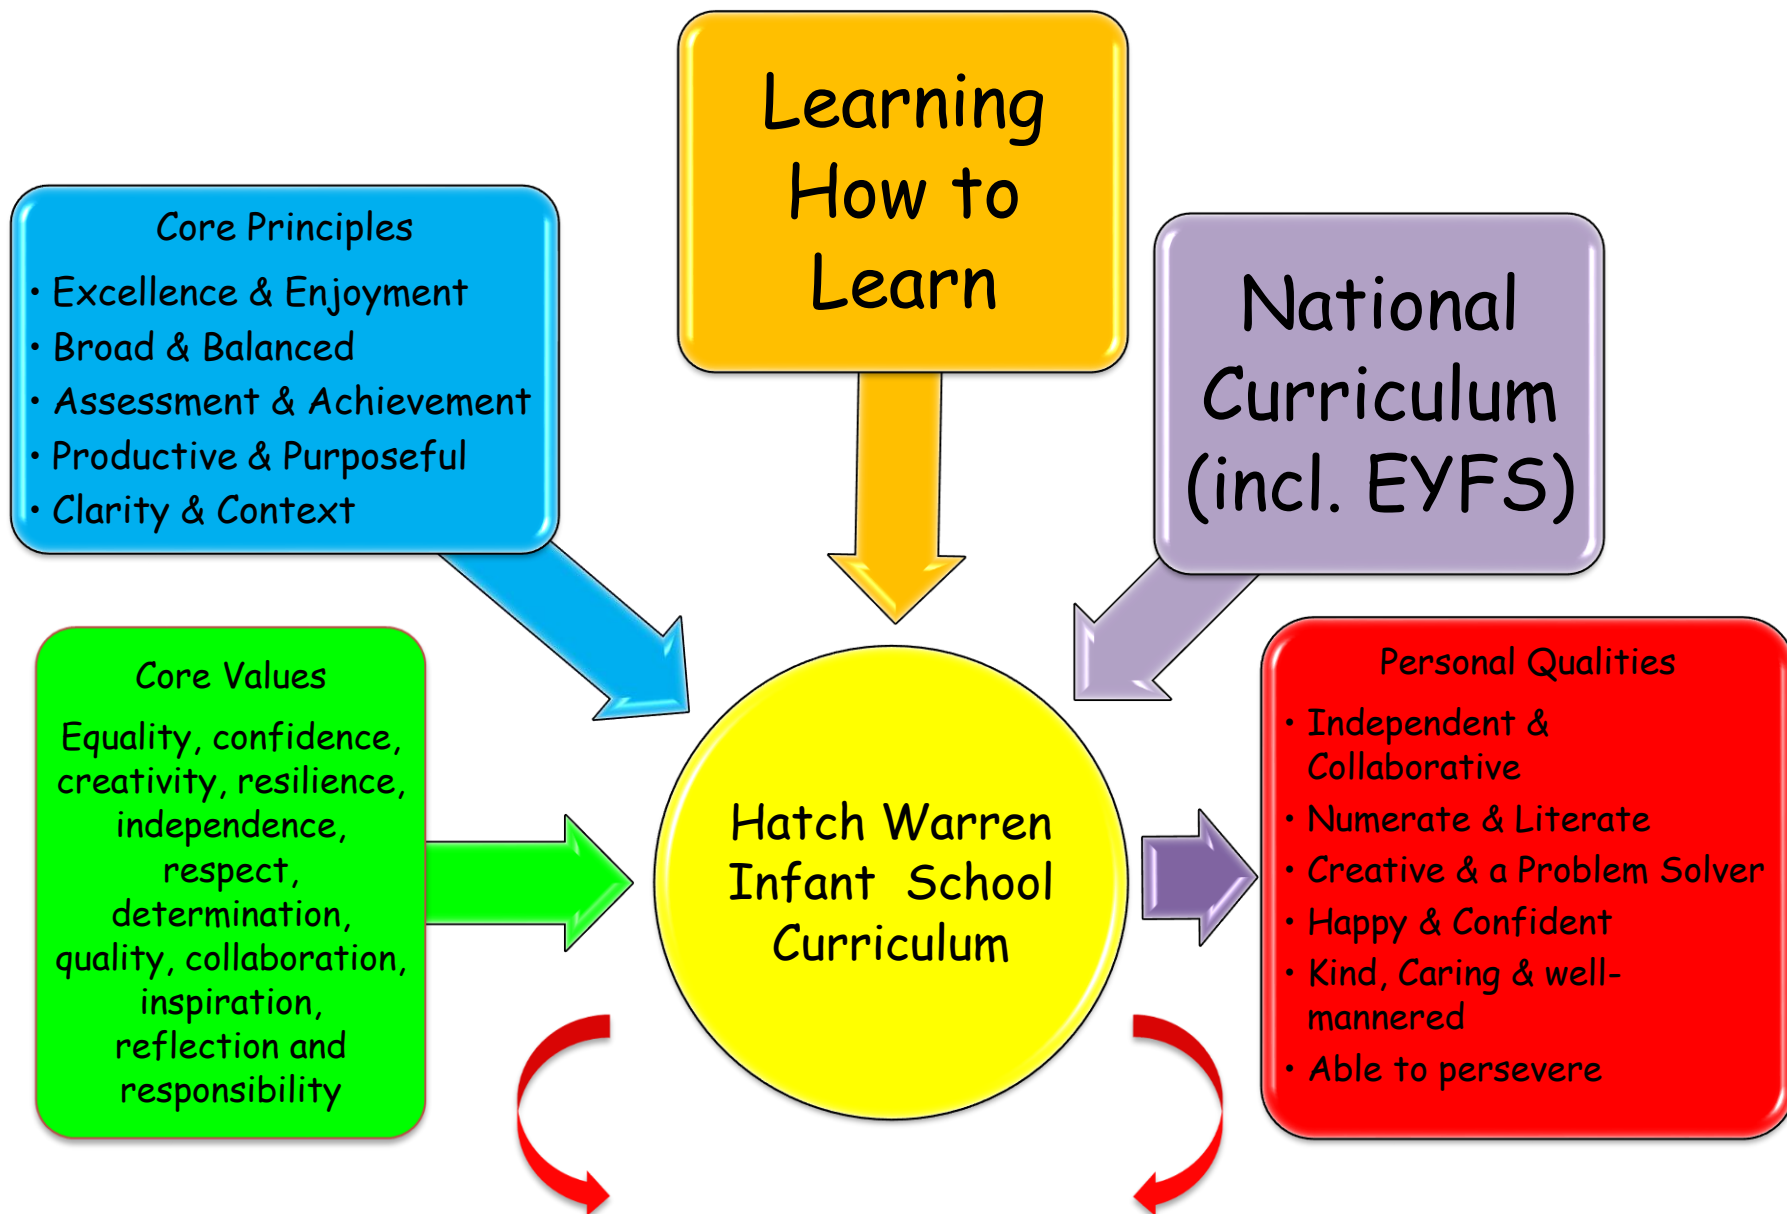 Learning
How to
Learn
Core Principles
• Excellence & Enjoyment
• Broad & Balanced
• Assessment & Achievement
• Productive & Purposeful
• Clarity & Context
National
Curriculum
(incl. EYFS)
Core Values
Equality, confidence,
creativity, resilience,
independence,
respect,
determination,
quality, collaboration,
inspiration,
reflection and
responsibility
Hatch Warren
Infant School
Curriculum
Personal Qualities
• Independent &
Collaborative
• Numerate & Literate
• Creative & a Problem Solver
• Happy & Confident
• Kind, Caring & well-
mannered
• Able to persevere